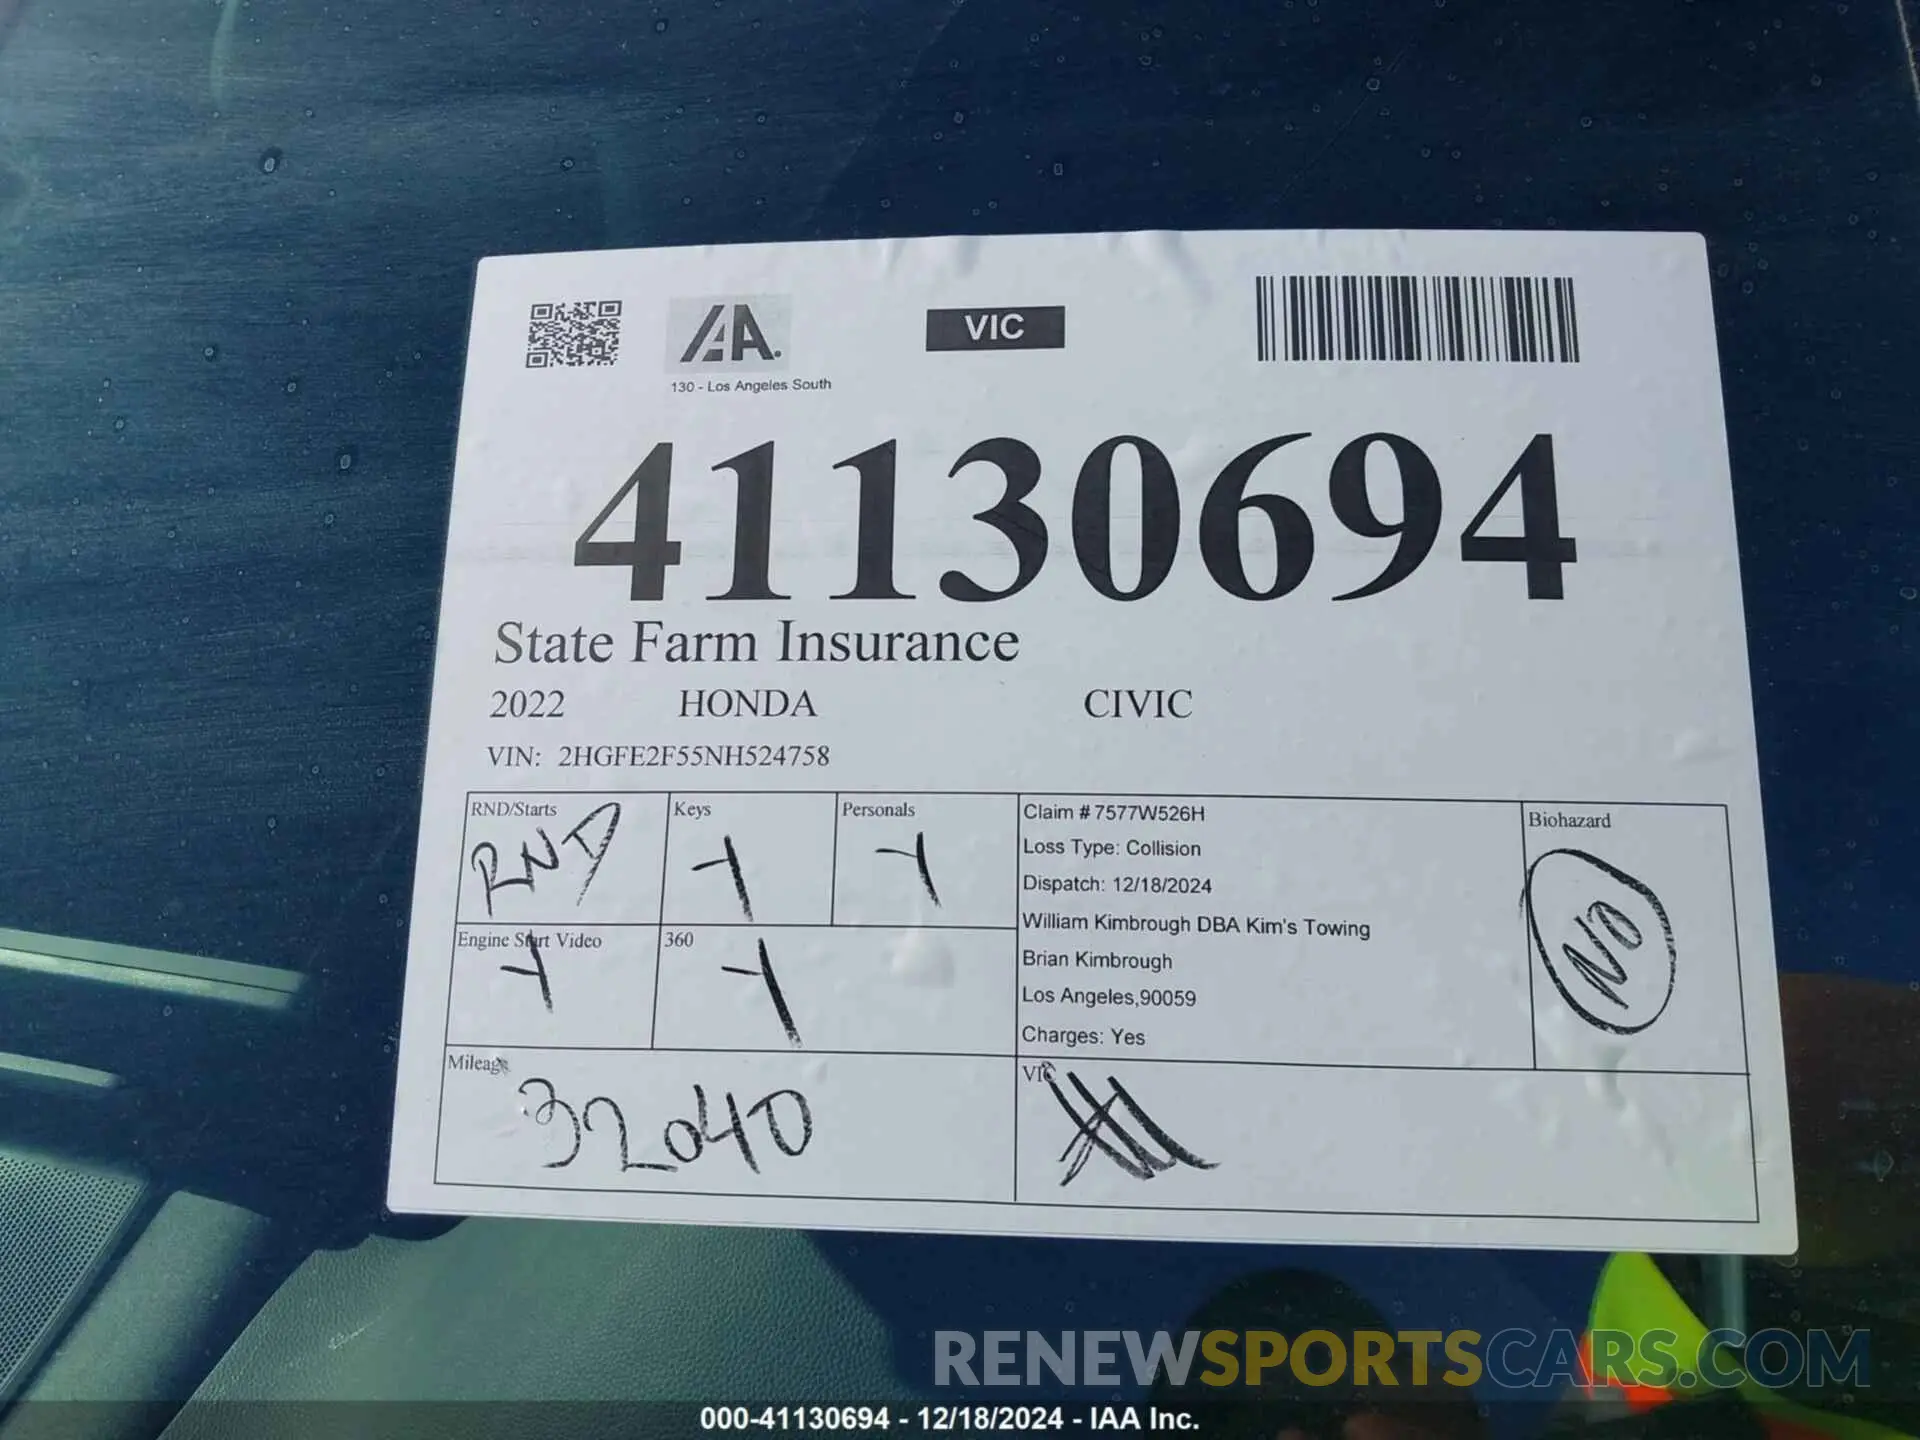 IAA.
VIC
130 - Los Angeles South
41130694
State Farm Insurance
2022 HONDA CIVIC
VIN: 2HGFE2F55NH524758
RND/Starts
RND
Keys
Y
Personals
Y
Engine Start Video
Y
360
Y
Claim # 7577W526H
Loss Type: Collision
Dispatch: 12/18/2024
William Kimbrough DBA Kim's Towing
Brian Kimbrough
Los Angeles,90059
Charges: Yes
Biohazard
NO
Mileage
32040
VIC
RENEWSPORTSCARS.COM
000-41130694 - 12/18/2024 - IAA Inc.